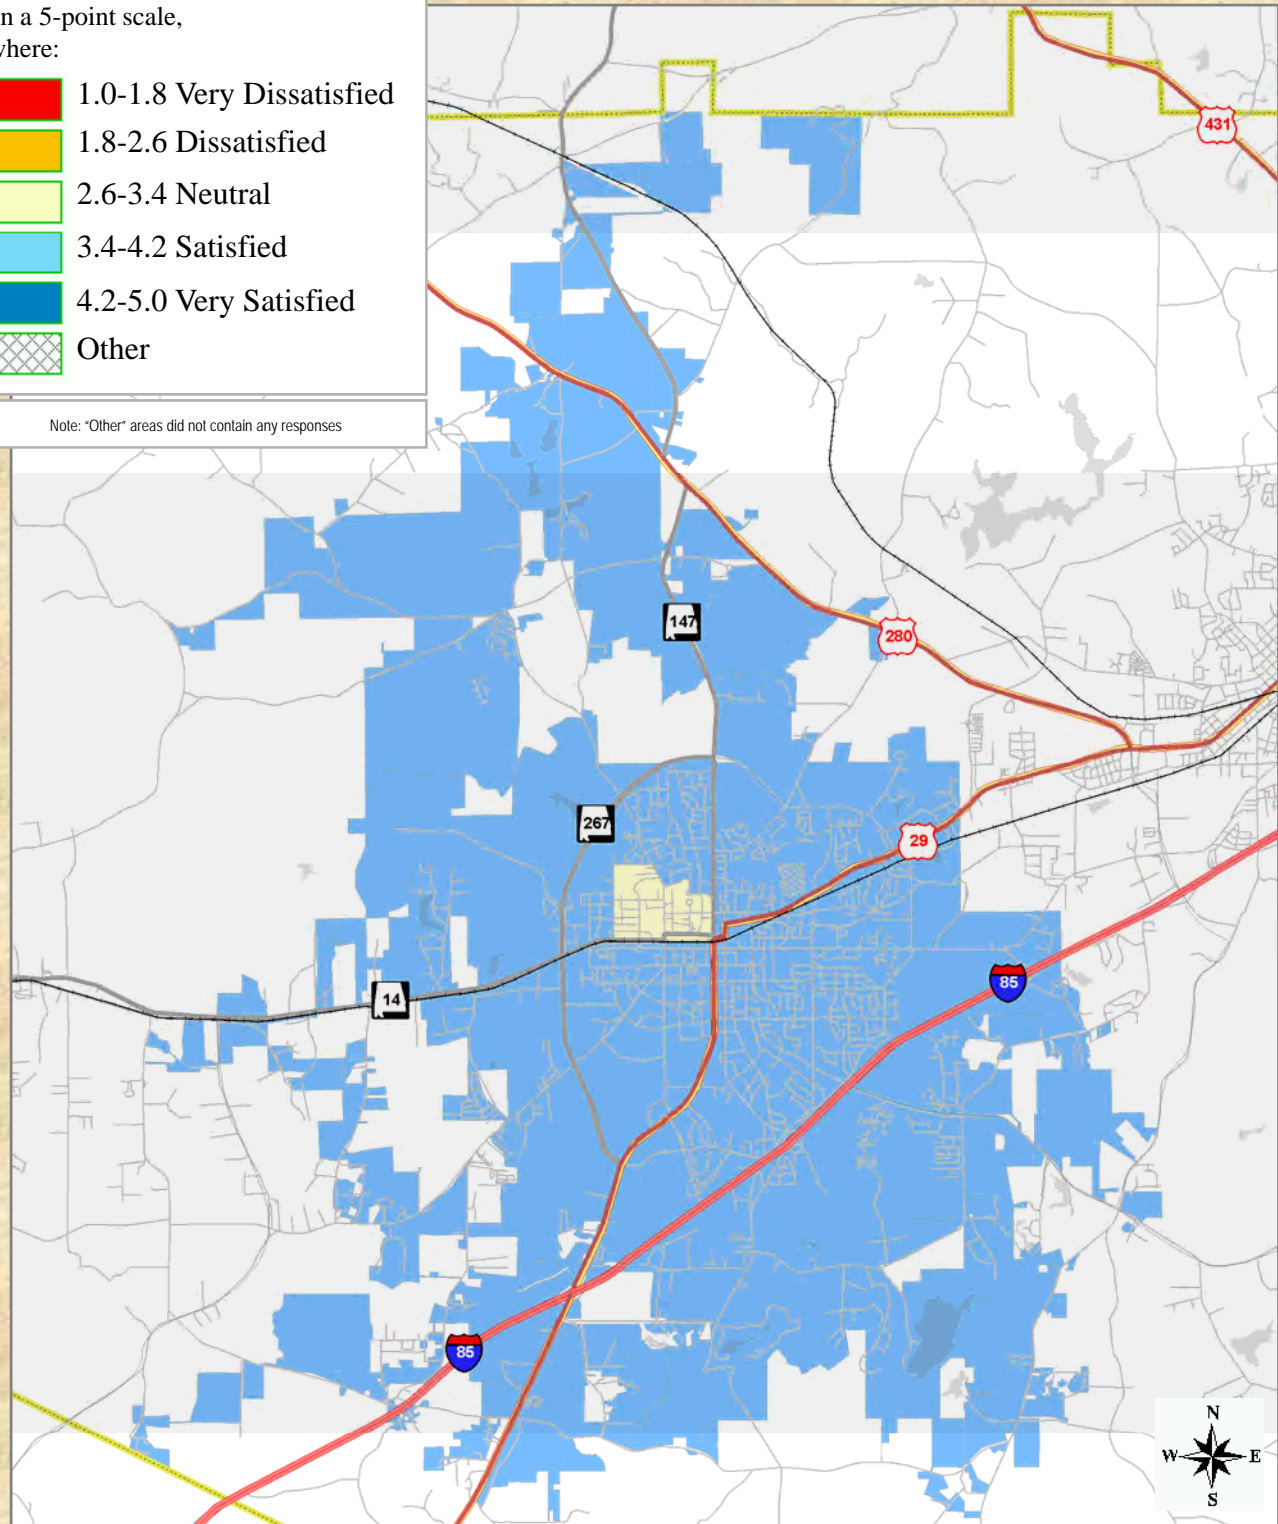 n a 5-point scale,
where:
1.0-1.8 Very Dissatisfied
1.8-2.6 Dissatisfied
2.6-3.4 Neutral
3.4-4.2 Satisfied
4.2-5.0 Very Satisfied
Other
Note: "Other" areas did not contain any responses
431
147
280
267
29
85
14
85
N
W E
S